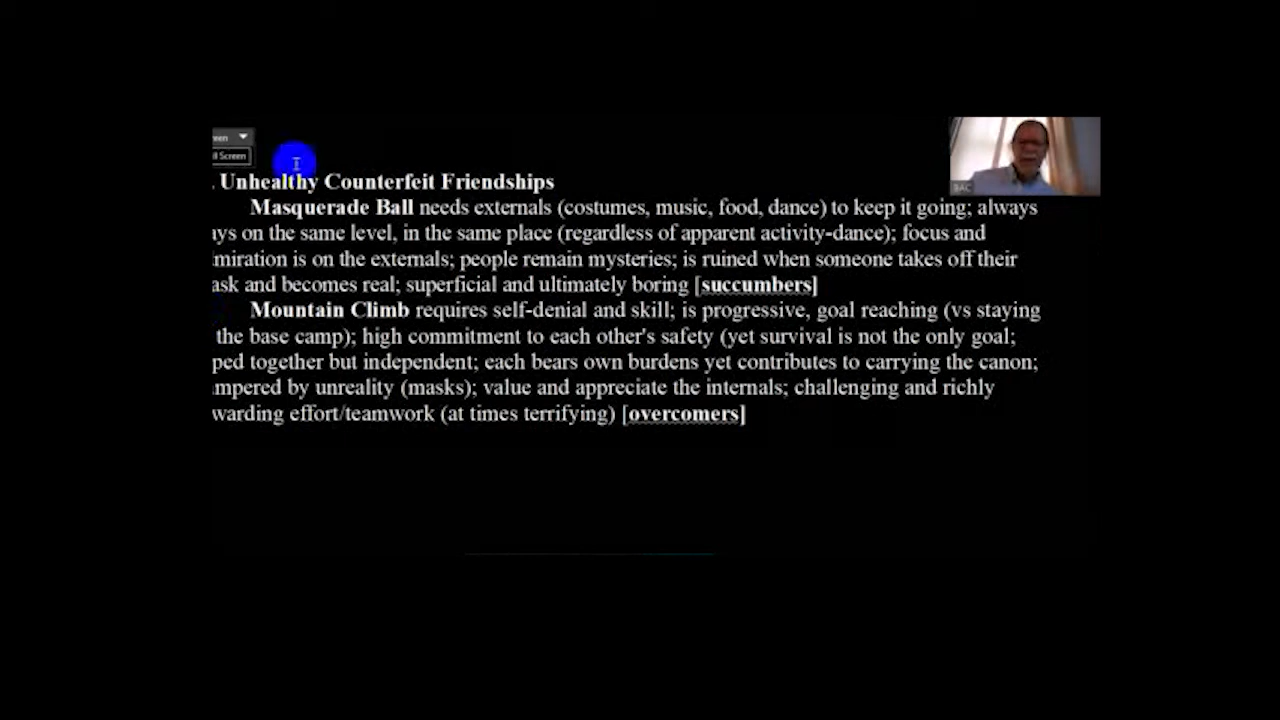 een
ll Screen
BAC
. Unhealthy Counterfeit Friendships
Masquerade Ball needs externals (costumes, music, food, dance) to keep it going; always
ys on the same level, in the same place (regardless of apparent activity-dance); focus and
miration is on the externals; people remain mysteries; is ruined when someone takes off their
ask and becomes real; superficial and ultimately boring [succumbers]
Mountain Climb requires self-denial and skill; is progressive, goal reaching (vs staying
the base camp); high commitment to each other's safety (yet survival is not the only goal;
ped together but independent; each bears own burdens yet contributes to carrying the canon;
mpered by unreality (masks); value and appreciate the internals; challenging and richly
warding effort/teamwork (at times terrifying) [overcomers]